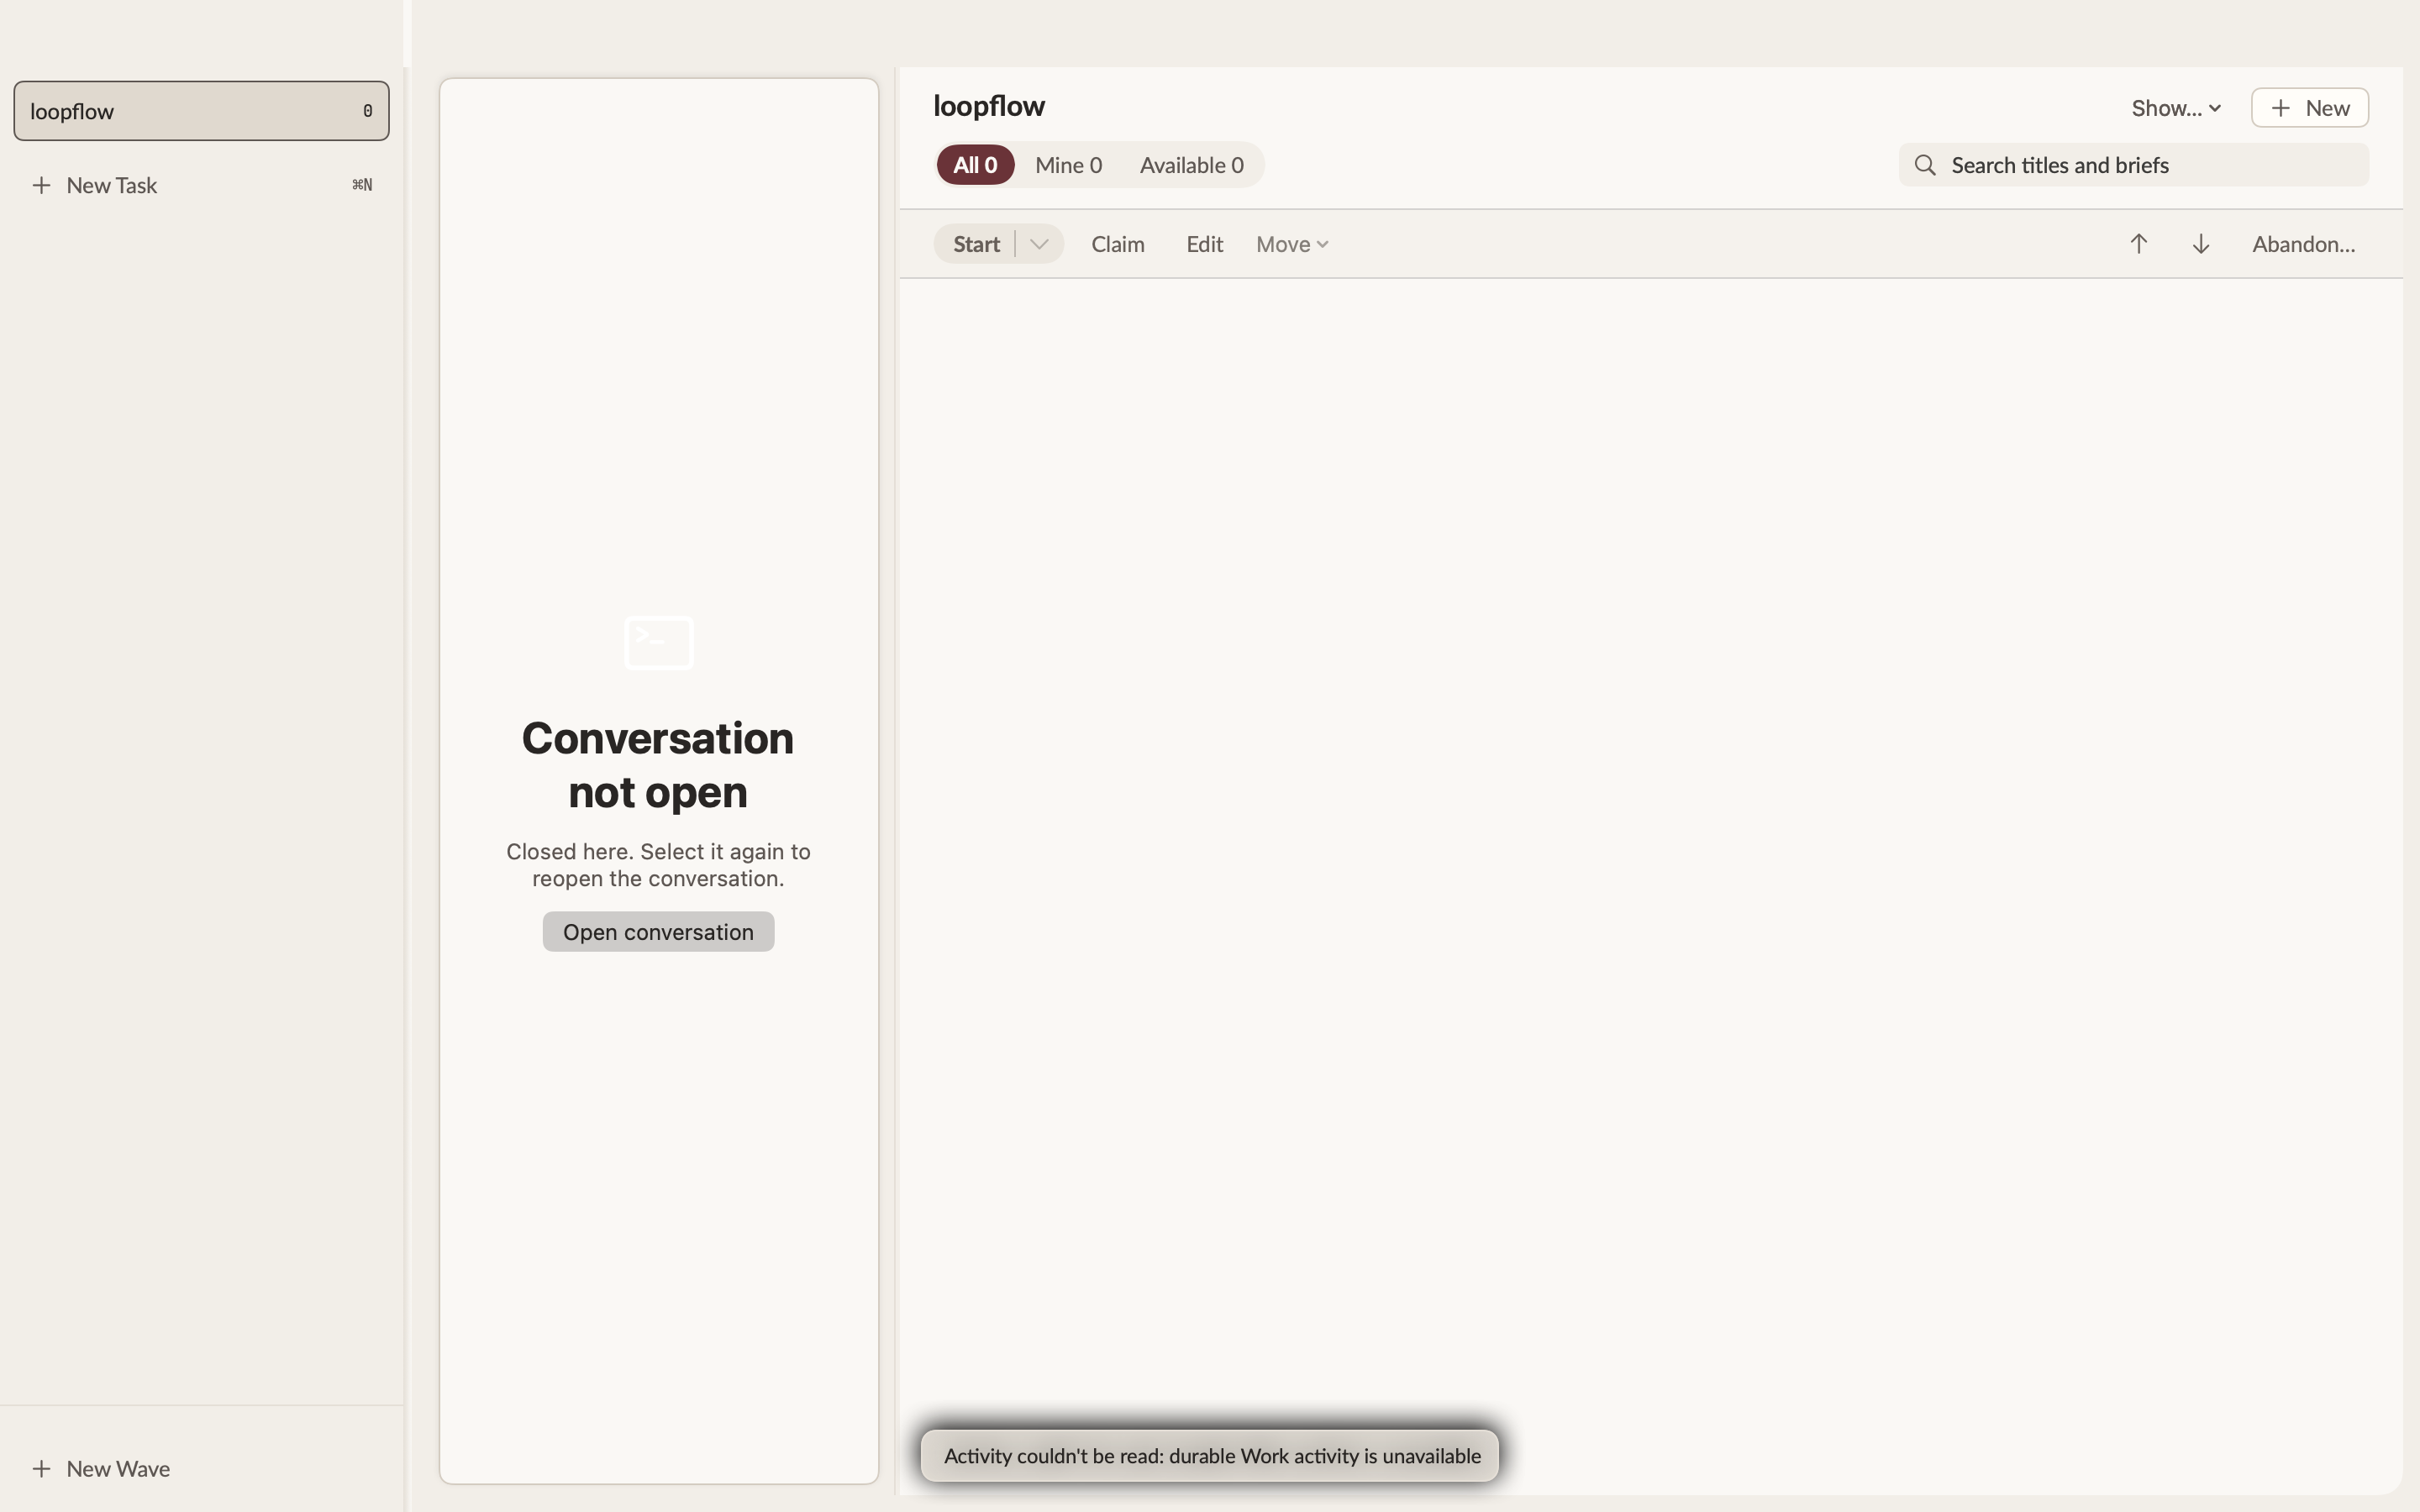 loopflow 0
+ New Task ⌘N
+ New Wave
>_
Conversation
not open
Closed here. Select it again to
reopen the conversation.
Open conversation
loopflow
Show...
+ New
All 0 Mine 0 Available 0
Search titles and briefs
Start Claim Edit Move
↑ ↓ Abandon...
Activity couldn't be read: durable Work activity is unavailable